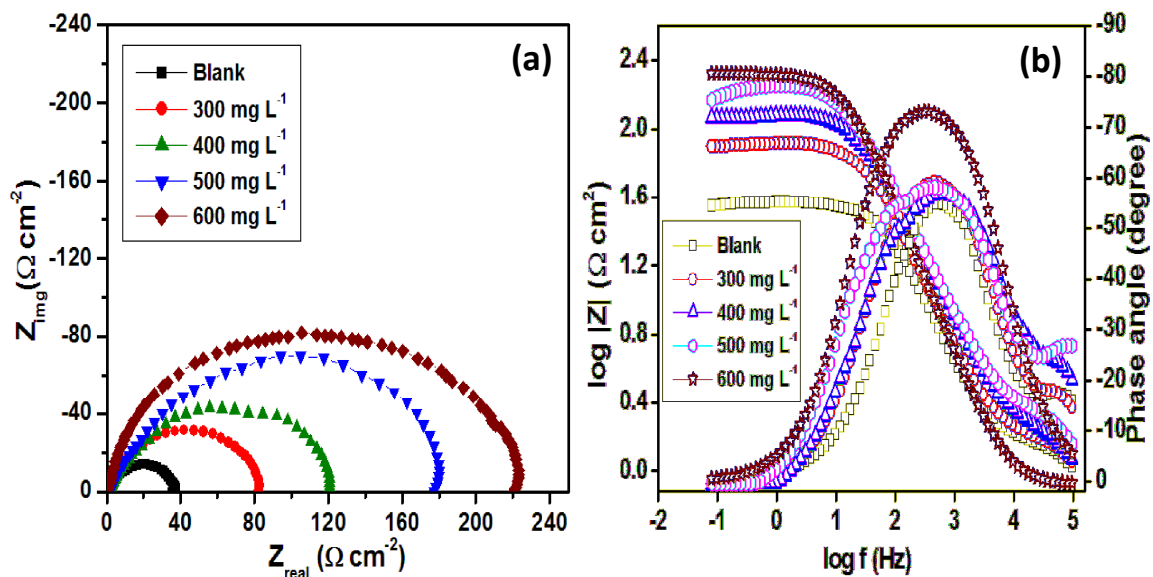 (a)
-240
-200
-160
-120
-80
-40
0
Z_Img (Ω cm⁻²)
Blank
300 mg L⁻¹
400 mg L⁻¹
500 mg L⁻¹
600 mg L⁻¹
0 40 80 120 160 200 240
Z_real (Ω cm⁻²)
(b)
2.4
2.0
1.6
1.2
0.8
0.4
0.0
log |Z| (Ω cm²)
Blank
300 mg L⁻¹
400 mg L⁻¹
500 mg L⁻¹
600 mg L⁻¹
-90
-80
-70
-60
-50
-40
-30
-20
-10
0
Phase angle (degree)
-2 -1 0 1 2 3 4 5
log f (Hz)